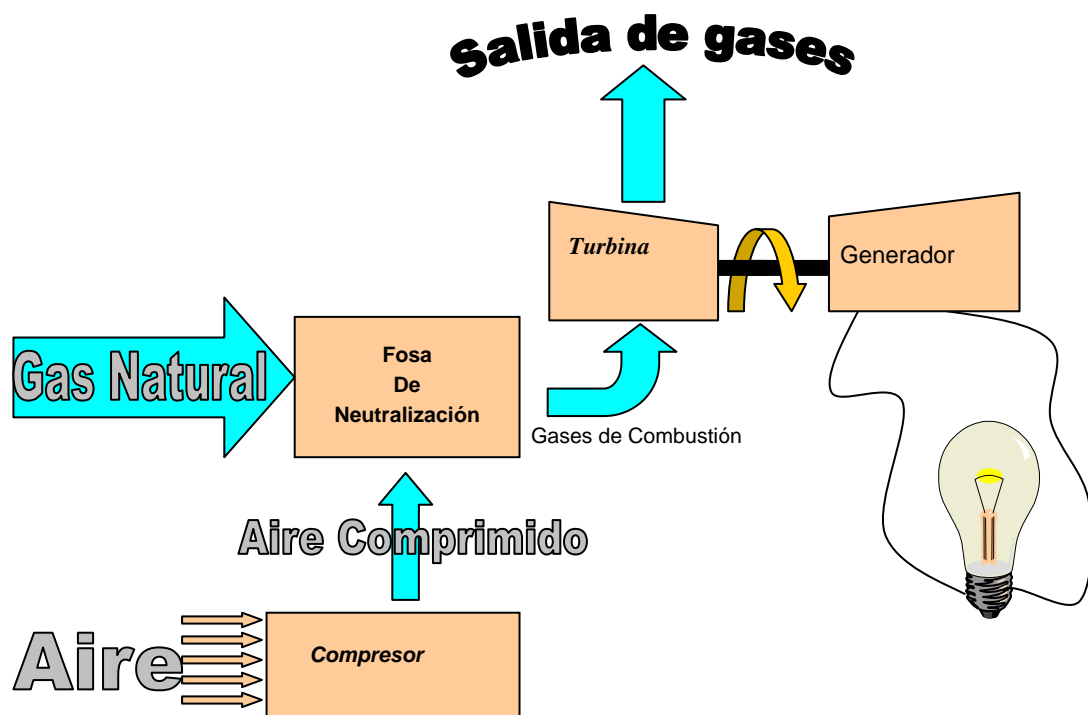 Salida de gases
Turbina
Generador
Gas Natural
Fosa
De
Neutralización
Gases de Combustión
Aire Comprimido
Aire
Compresor